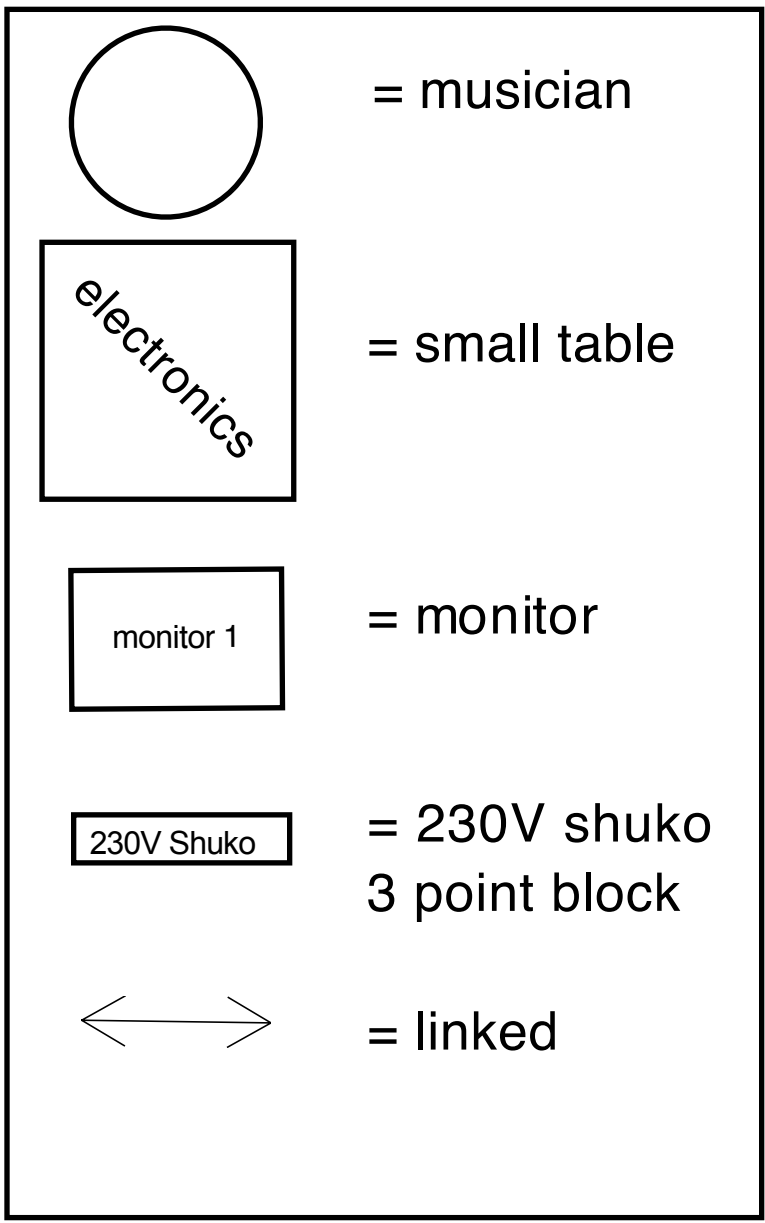 = musician
electronics
= small table
monitor 1
= monitor
230V Shuko
= 230V shuko
3 point block
= linked